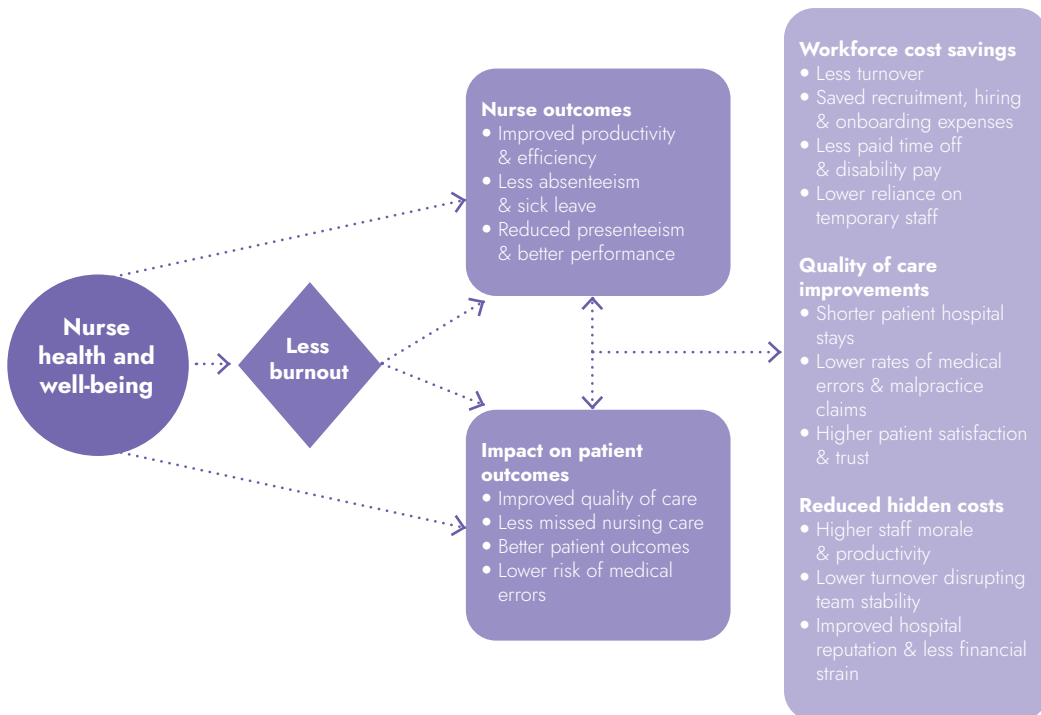 Nurse
health and
well-being
Less
burnout
Nurse outcomes
• Improved productivity
& efficiency
• Less absenteeism
& sick leave
• Reduced presenteeism
& better performance
Impact on patient
outcomes
• Improved quality of care
• Less missed nursing care
• Better patient outcomes
• Lower risk of medical
errors
Workforce cost savings
• Less turnover
• Saved recruitment, hiring
& onboarding expenses
• Less paid time off
& disability pay
• Lower reliance on
temporary staff
Quality of care
improvements
• Shorter patient hospital
stays
• Lower rates of medical
errors & malpractice
claims
• Higher patient satisfaction
& trust
Reduced hidden costs
• Higher staff morale
& productivity
• Lower turnover disrupting
team stability
• Improved hospital
reputation & less financial
strain